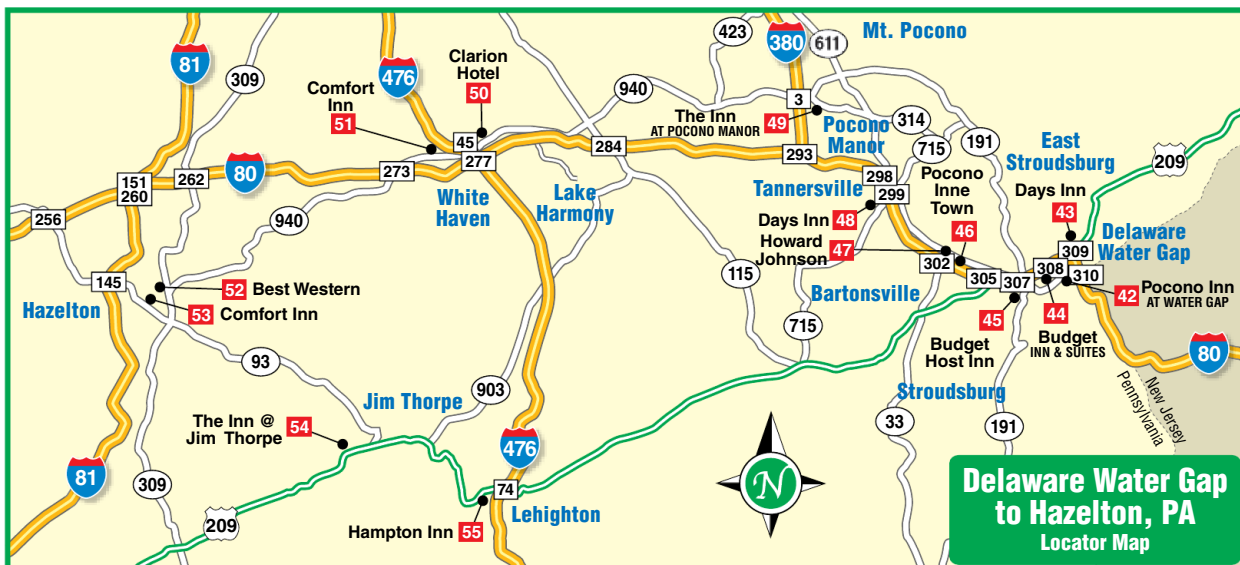 81
309
476
Clarion
Hotel
50
Comfort
Inn
51
423
380
611
Mt. Pocono
940
3
The Inn
AT POCONO MANOR
49
Pocono
Manor
314
715
191
East
Stroudsburg
209
45
277
284
293
298
299
Tannersville
Pocono
Inne
Town
46
Days Inn
43
151
260
262
80
273
White
Haven
Lake
Harmony
Days Inn
48
Howard
Johnson
47
Delaware
Water Gap
256
940
309
308
310
302
305
307
115
145
52
Best Western
53
Comfort Inn
Hazelton
Bartonsville
42
Pocono Inn
AT WATER GAP
45
Budget
Host Inn
44
Budget
INN & SUITES
715
80
93
903
Jim Thorpe
Stroudsburg
New Jersey
Pennsylvania
The Inn @
Jim Thorpe
54
33
191
476
81
309
209
74
Lehighton
Hampton Inn
55
N
Delaware Water Gap
to Hazelton, PA
Locator Map